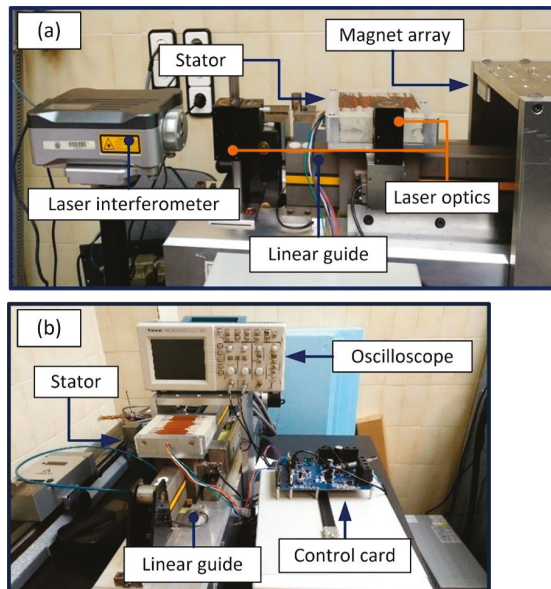 (a)
Magnet array
Stator
Laser interferometer
Laser optics
Linear guide
(b)
Oscilloscope
Stator
Linear guide
Control card